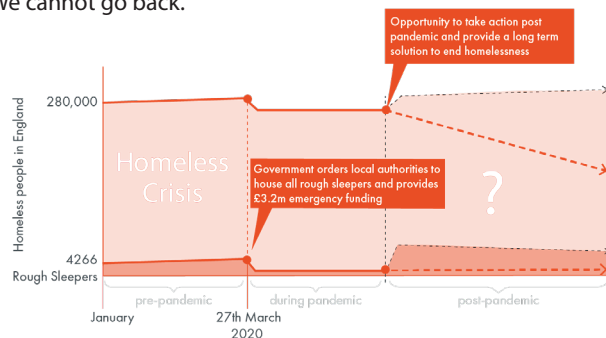 We cannot go back.
Opportunity to take action post
pandemic and provide a long term
solution to end homelessness
Homeless people in England
280,000
Homeless
Crisis
Government orders local authorities to
house all rough sleepers and provides
£3.2m emergency funding
?
4266
Rough Sleepers
pre-pandemic
during pandemic
post-pandemic
January
27th March
2020